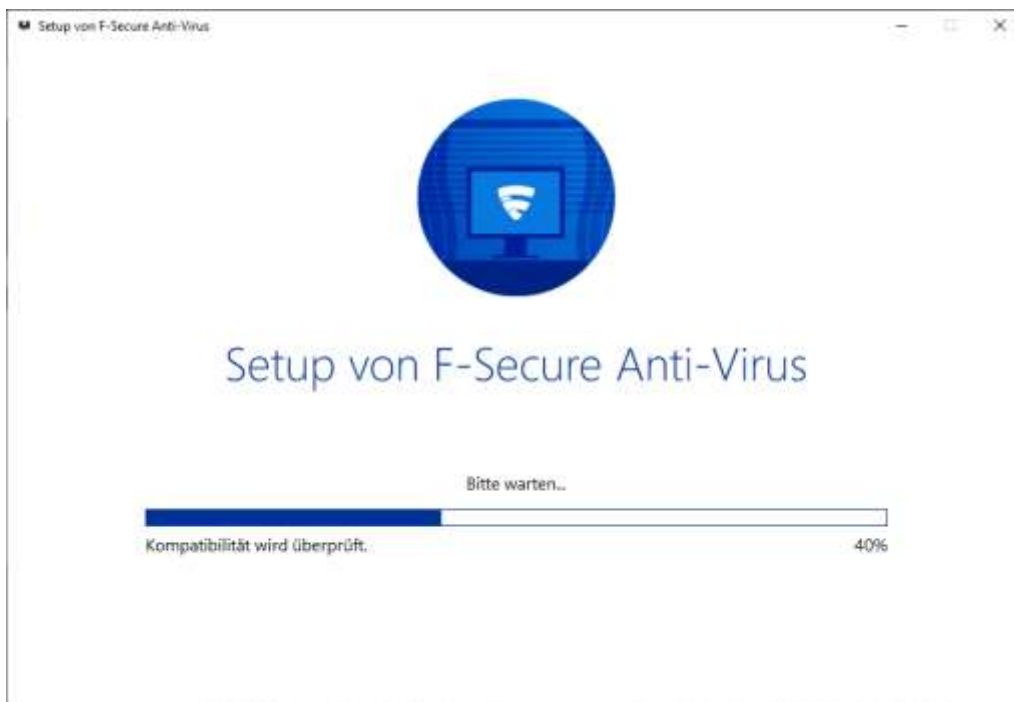 Setup von F-Secure Anti-Virus
Setup von F-Secure Anti-Virus
Bitte warten...
Kompatibilität wird überprüft.
40%